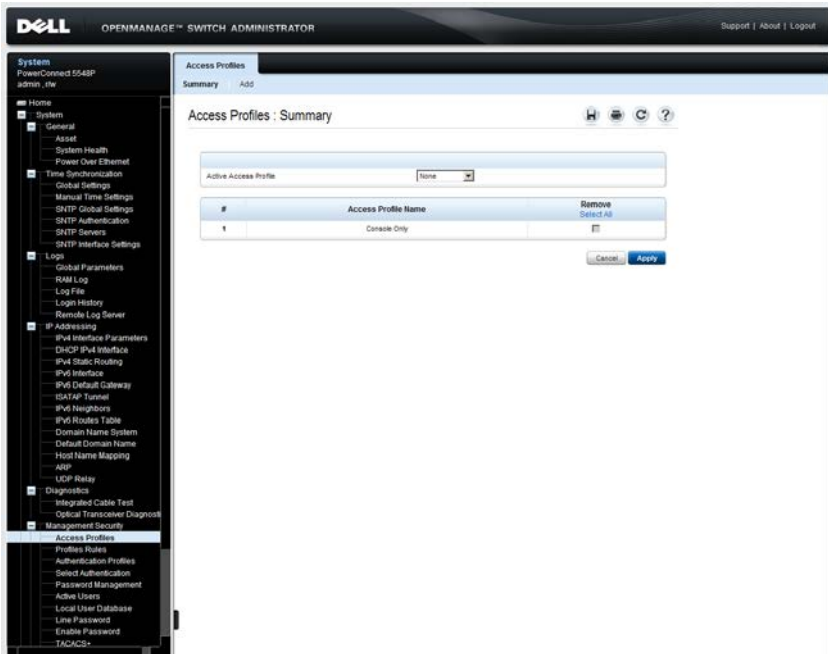 DELL
OPENMANAGE™ SWITCH ADMINISTRATOR
Support | About | Logout
System
PowerConnect 5548P
admin , r/w
Home
System
General
Asset
System Health
Power Over Ethernet
Time Synchronization
Global Settings
Manual Time Settings
SNTP Global Settings
SNTP Authentication
SNTP Servers
SNTP Interface Settings
Logs
Global Parameters
RAM Log
Log File
Login History
Remote Log Server
IP Addressing
IPv4 Interface Parameters
DHCP IPv4 Interface
IPv4 Static Routing
IPv6 Interface
IPv6 Default Gateway
ISATAP Tunnel
IPv6 Neighbors
IPv6 Routes Table
Domain Name System
Default Domain Name
Host Name Mapping
ARP
UDP Relay
Diagnostics
Integrated Cable Test
Optical Transceiver Diagnosti
Management Security
Access Profiles
Profiles Rules
Authentication Profiles
Select Authentication
Password Management
Active Users
Local User Database
Line Password
Enable Password
TACACS+
Access Profiles
Summary Add
Access Profiles : Summary
Active Access Profile None
# Access Profile Name Remove
Select All
1 Console Only
Cancel Apply